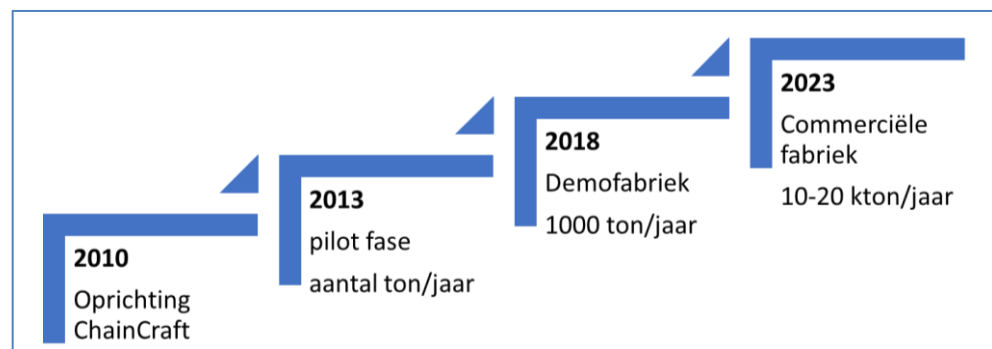 2010
Oprichting
ChainCraft
2013
pilot fase
aantal ton/jaar
2018
Demofabriek
1000 ton/jaar
2023
Commerciële
fabriek
10-20 kton/jaar